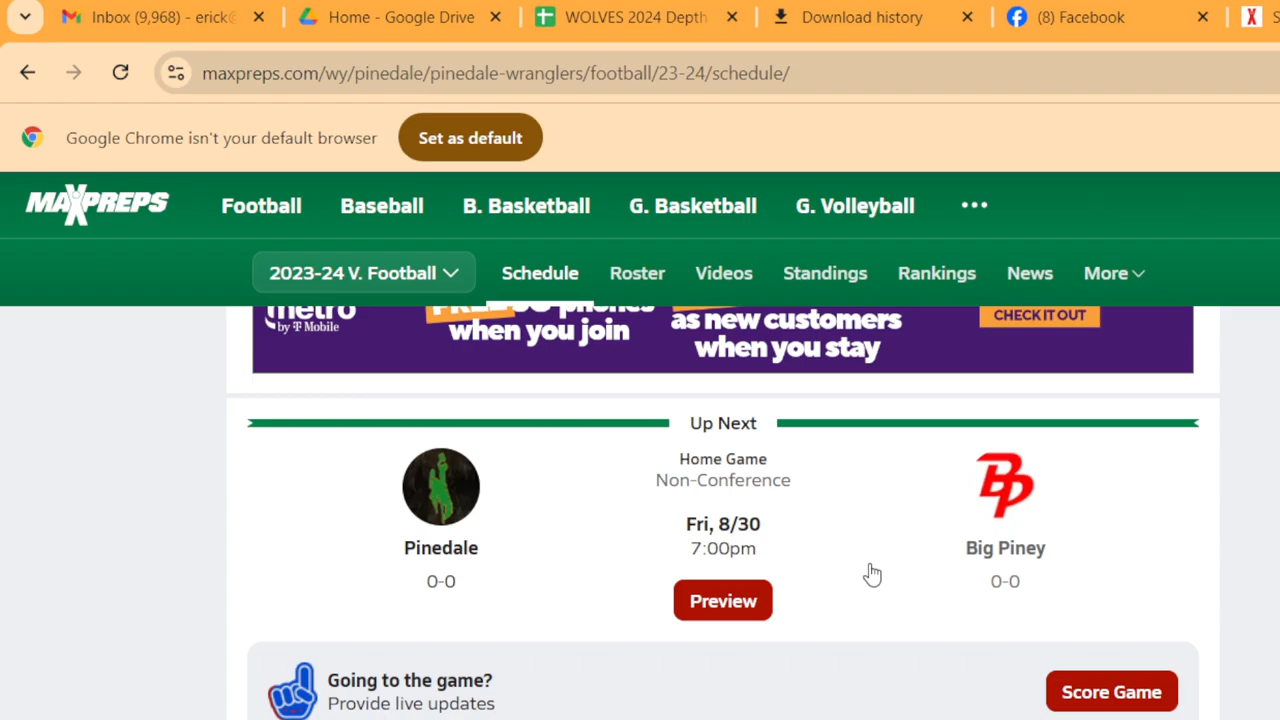 Inbox (9,968) - erick@
Home - Google Drive
WOLVES 2024 Depth
Download history
(8) Facebook
maxpreps.com/wy/pinedale/pinedale-wranglers/football/23-24/schedule/
Google Chrome isn't your default browser
Set as default
MAXPREPS
Football
Baseball
B. Basketball
G. Basketball
G. Volleyball
•••
2023-24 V. Football
Schedule
Roster
Videos
Standings
Rankings
News
More
metro
by T Mobile
when you join
as new customers
when you stay
CHECK IT OUT
Up Next
Home Game
Non-Conference
Fri, 8/30
7:00pm
Preview
Pinedale
0-0
BP
Big Piney
0-0
Going to the game?
Provide live updates
Score Game